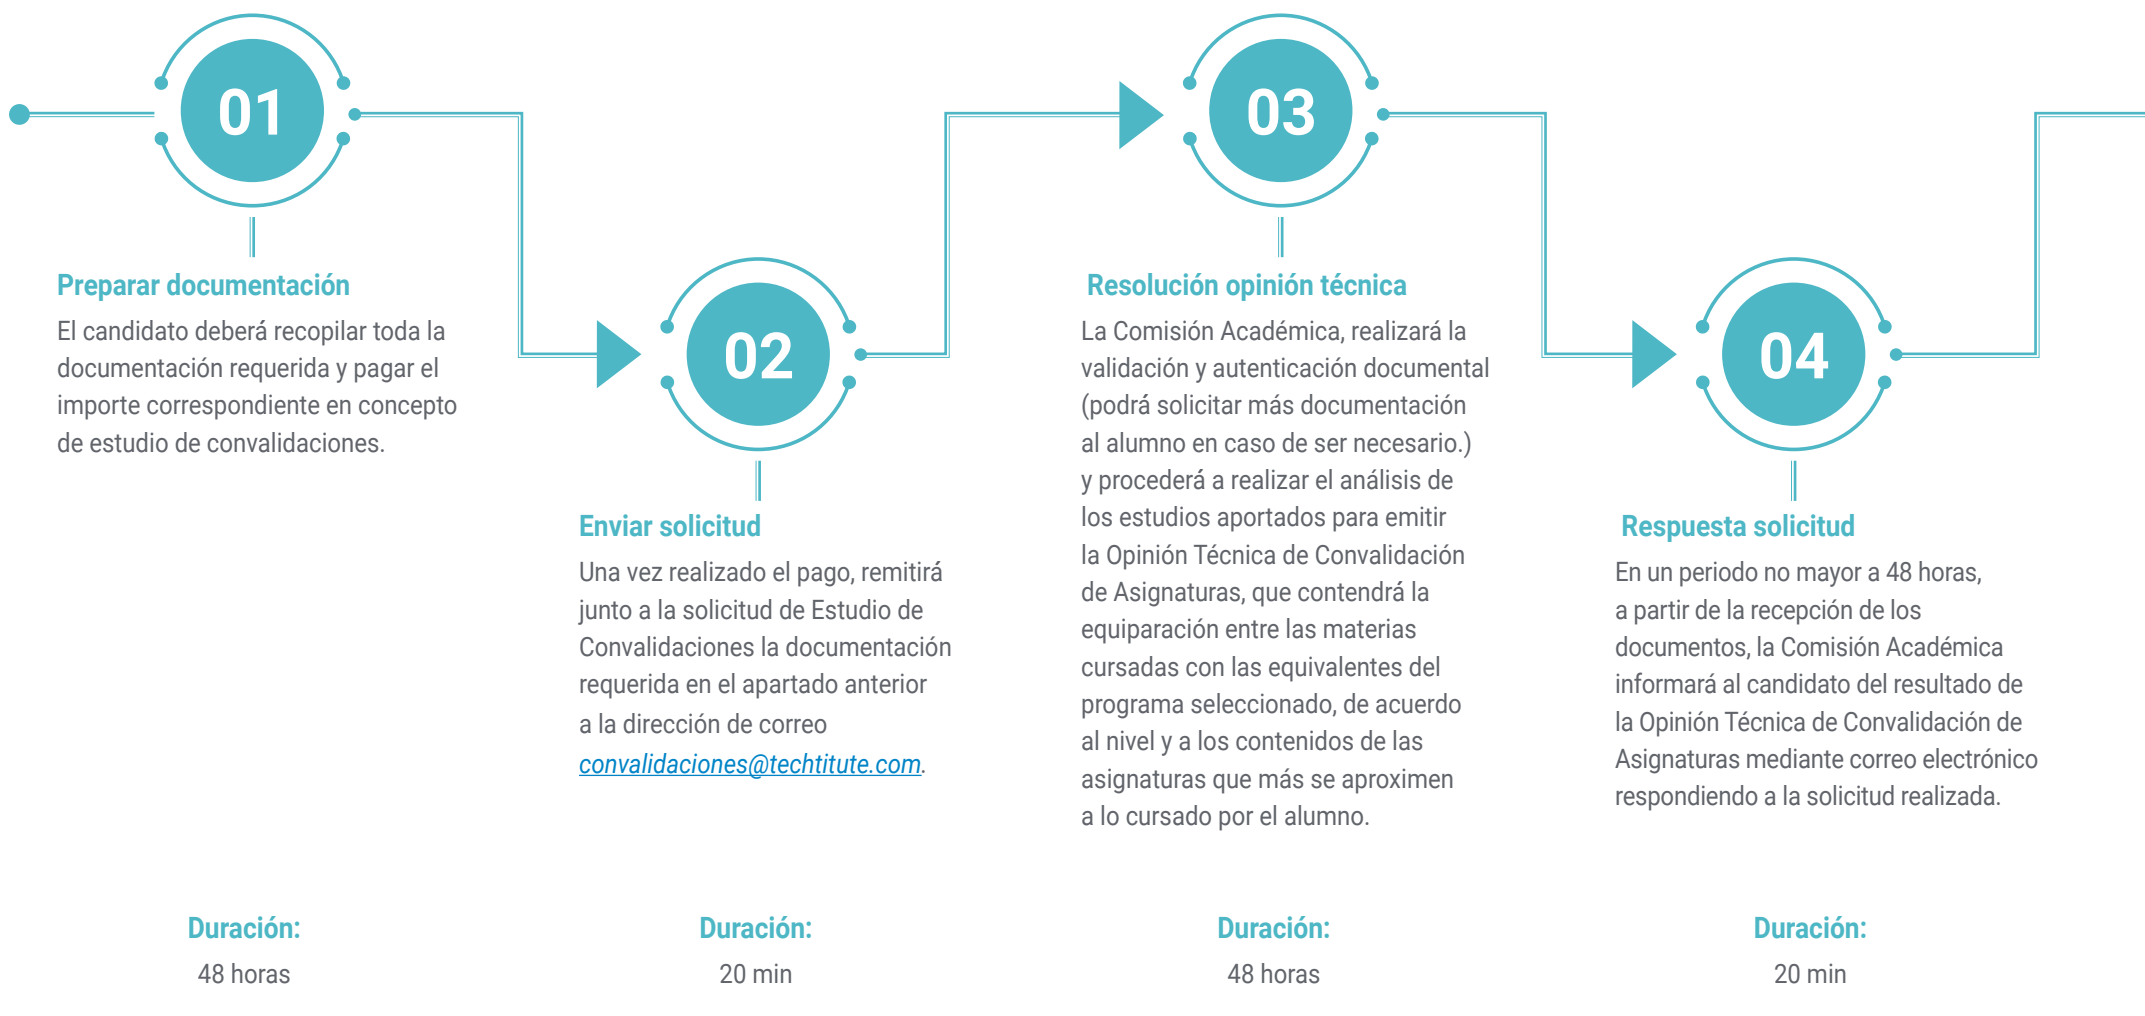 01
Preparar documentación
El candidato deberá recopilar toda la
documentación requerida y pagar el
importe correspondiente en concepto
de estudio de convalidaciones.
Duración:
48 horas
02
Enviar solicitud
Una vez realizado el pago, remitirá
junto a la solicitud de Estudio de
Convalidaciones la documentación
requerida en el apartado anterior
a la dirección de correo
convalidaciones@techtitute.com.
Duración:
20 min
03
Resolución opinión técnica
La Comisión Académica, realizará la
validación y autenticación documental
(podrá solicitar más documentación
al alumno en caso de ser necesario.)
y procederá a realizar el análisis de
los estudios aportados para emitir
la Opinión Técnica de Convalidación
de Asignaturas, que contendrá la
equiparación entre las materias
cursadas con las equivalentes del
programa seleccionado, de acuerdo
al nivel y a los contenidos de las
asignaturas que más se aproximen
a lo cursado por el alumno.
Duración:
48 horas
04
Respuesta solicitud
En un periodo no mayor a 48 horas,
a partir de la recepción de los
documentos, la Comisión Académica
informará al candidato del resultado de
la Opinión Técnica de Convalidación de
Asignaturas mediante correo electrónico
respondiendo a la solicitud realizada.
Duración:
20 min